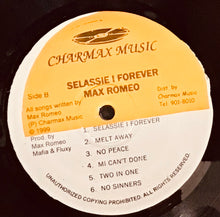 CHARMAX MUSIC
SELASSIE I FOREVER
MAX ROMEO
Side B
All songs written by
Max Romeo
(P) Charmax Music
© 1999
Prod. by
Max Romeo
Mafia & Fluxy
Dist by
Charmax Music
Tel: 901-8010
1. SELASSIE I FOREVER
2. MELT AWAY
3. NO PEACE
4. MI CAN'T DONE
5. TWO IN ONE
6. NO SINNERS
UNAUTHORIZED COPYING PROHIBITED. ALL RIGHTS RESERVED